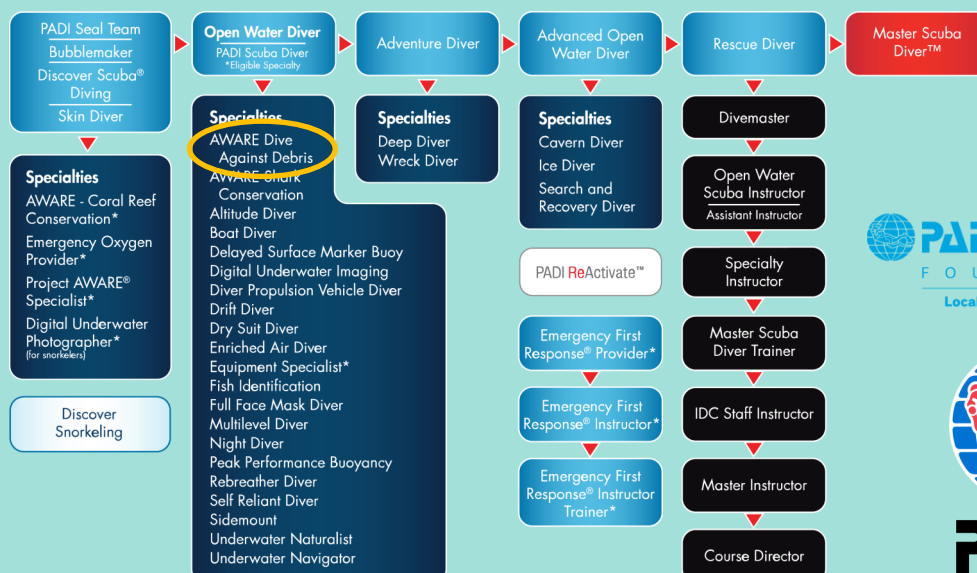 PADI Seal Team
Bubblemaker
Discover Scuba®
Diving
Skin Diver
Specialties
AWARE - Coral Reef
Conservation*
Emergency Oxygen
Provider*
Project AWARE®
Specialist*
Digital Underwater
Photographer*
(for snorkelers)
Discover
Snorkeling
Open Water Diver
PADI Scuba Diver
*Eligible Specialty
Specialties
AWARE Dive
Against Debris
AWARE Shark
Conservation
Altitude Diver
Boat Diver
Delayed Surface Marker Buoy
Digital Underwater Imaging
Diver Propulsion Vehicle Diver
Drift Diver
Dry Suit Diver
Enriched Air Diver
Equipment Specialist*
Fish Identification
Full Face Mask Diver
Multilevel Diver
Night Diver
Peak Performance Buoyancy
Rebreather Diver
Self Reliant Diver
Sidemount
Underwater Naturalist
Underwater Navigator
Adventure Diver
Specialties
Deep Diver
Wreck Diver
Advanced Open
Water Diver
Specialties
Cavern Diver
Ice Diver
Search and
Recovery Diver
PADI ReActivate™
Emergency First
Response® Provider*
Emergency First
Response® Instructor*
Emergency First
Response® Instructor
Trainer*
Rescue Diver
Divemaster
Open Water
Scuba Instructor
Assistant Instructor
Specialty
Instructor
Master Scuba
Diver Trainer
IDC Staff Instructor
Master Instructor
Course Director
Master Scuba
Diver™